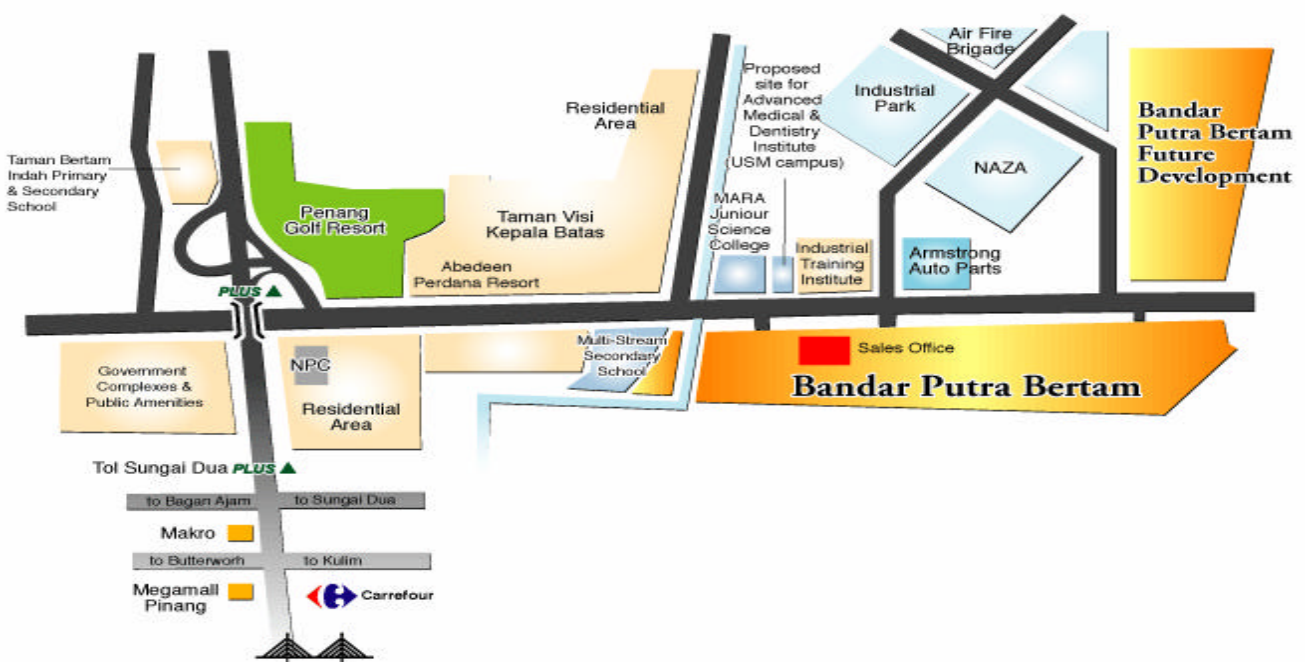 Air Fire
Brigade
Proposed
site for
Advanced
Medical &
Dentistry
Institute
(USM campus)
Industrial
Park
Residential
Area
Bandar
Putra Bertam
Future
Development
Taman Bertam
Indah Primary
& Secondary
School
NAZA
Penang
Golf Resort
Taman Visi
Kepala Batas
MARA
Juniour
Science
College
Industrial
Training
Institute
Armstrong
Auto Parts
Abedeen
Perdana Resort
PLUS
Multi-Stream
Secondary
School
Sales Office
NPC
Government
Complexes &
Public Amenities
Bandar Putra Bertam
Residential
Area
Tol Sungai Dua PLUS
to Bagan Ajam
to Sungai Dua
Makro
to Butterworh
to Kulim
Megamall
Pinang
Carrefour